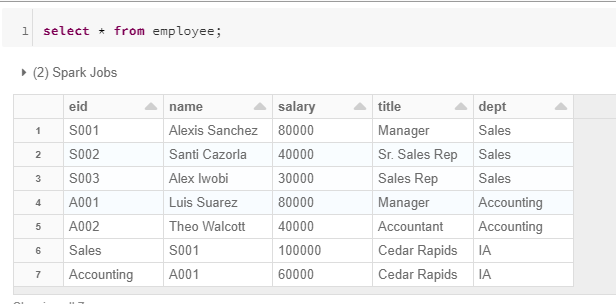 1 select * from employee;
(2) Spark Jobs
eid name salary title dept
1 S001 Alexis Sanchez 80000 Manager Sales
2 S002 Santi Cazorla 40000 Sr. Sales Rep Sales
3 S003 Alex Iwobi 30000 Sales Rep Sales
4 A001 Luis Suarez 80000 Manager Accounting
5 A002 Theo Walcott 40000 Accountant Accounting
6 Sales S001 100000 Cedar Rapids IA
7 Accounting A001 60000 Cedar Rapids IA